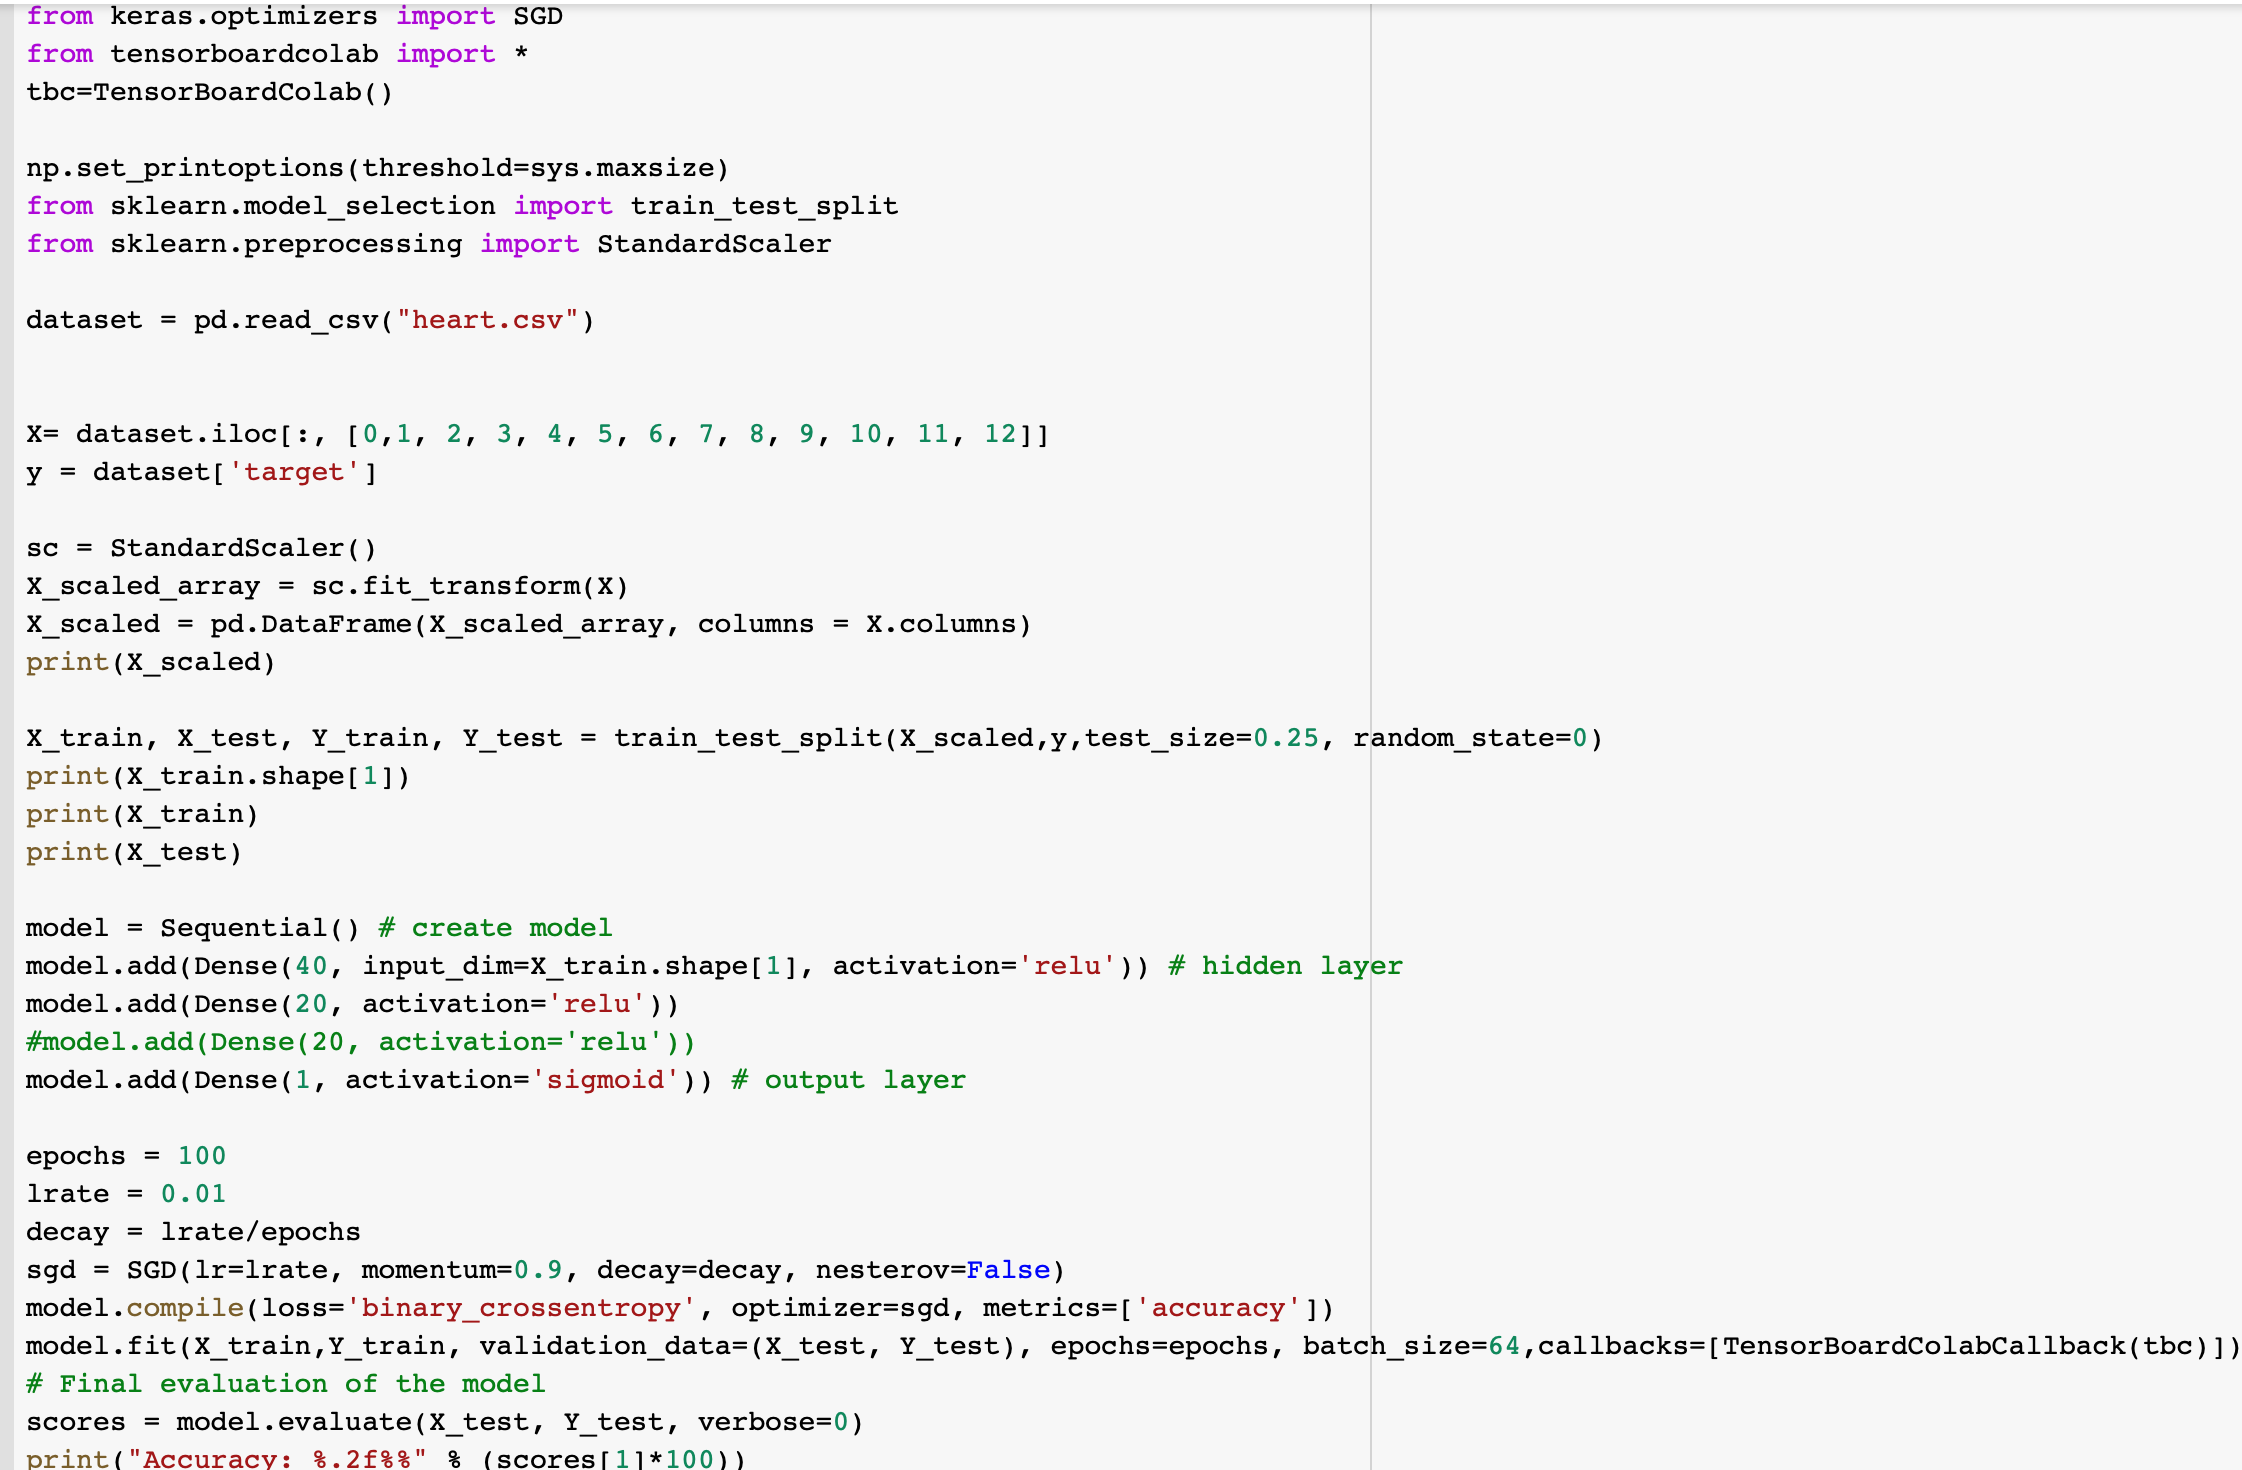 from keras.optimizers import SGD
from tensorboardcolab import *
tbc=TensorBoardColab()
np.set_printoptions(threshold=sys.maxsize)
from sklearn.model_selection import train_test_split
from sklearn.preprocessing import StandardScaler
dataset = pd.read_csv("heart.csv")
X= dataset.iloc[:, [0,1, 2, 3, 4, 5, 6, 7, 8, 9, 10, 11, 12]]
y = dataset['target']
sc = StandardScaler()
X_scaled_array = sc.fit_transform(X)
X_scaled = pd.DataFrame(X_scaled_array, columns = X.columns)
print(X_scaled)
X_train, X_test, Y_train, Y_test = train_test_split(X_scaled,y,test_size=0.25, random_state=0)
print(X_train.shape[1])
print(X_train)
print(X_test)
model = Sequential() # create model
model.add(Dense(40, input_dim=X_train.shape[1], activation='relu')) # hidden layer
model.add(Dense(20, activation='relu'))
#model.add(Dense(20, activation='relu'))
model.add(Dense(1, activation='sigmoid')) # output layer
epochs = 100
lrate = 0.01
decay = lrate/epochs
sgd = SGD(lr=lrate, momentum=0.9, decay=decay, nesterov=False)
model.compile(loss='binary_crossentropy', optimizer=sgd, metrics=['accuracy'])
model.fit(X_train,Y_train, validation_data=(X_test, Y_test), epochs=epochs, batch_size=64,callbacks=[TensorBoardColabCallback(tbc)])
# Final evaluation of the model
scores = model.evaluate(X_test, Y_test, verbose=0)
print("Accuracy: %.2f%%" % (scores[1]*100))